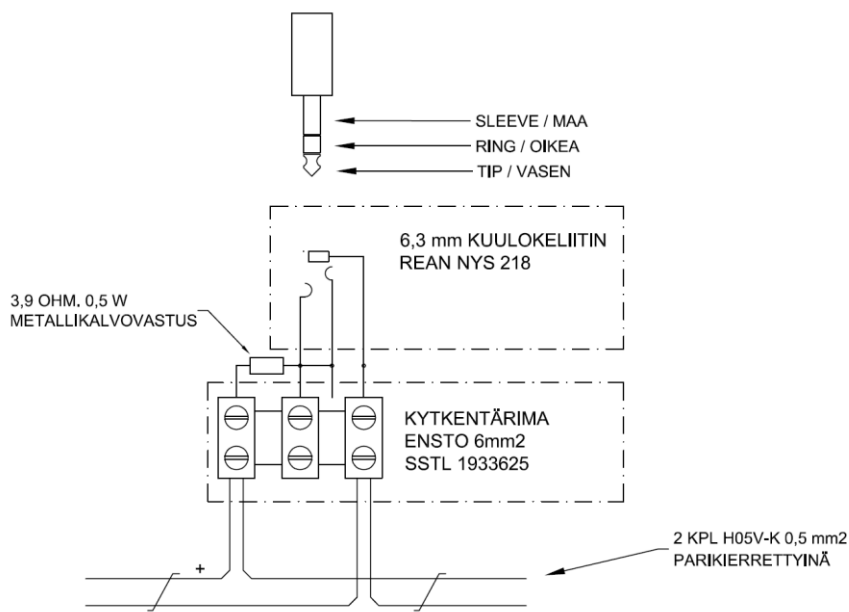 SLEEVE / MAA
RING / OIKEA
TIP / VASEN
6,3 mm KUULOKELIITIN
REAN NYS 218
3,9 OHM. 0,5 W
METALLIKALVOVASTUS
KYTKENTÄRIMA
ENSTO 6mm2
SSTL 1933625
2 KPL H05V-K 0,5 mm2
PARIKIERRETTYINÄ
+